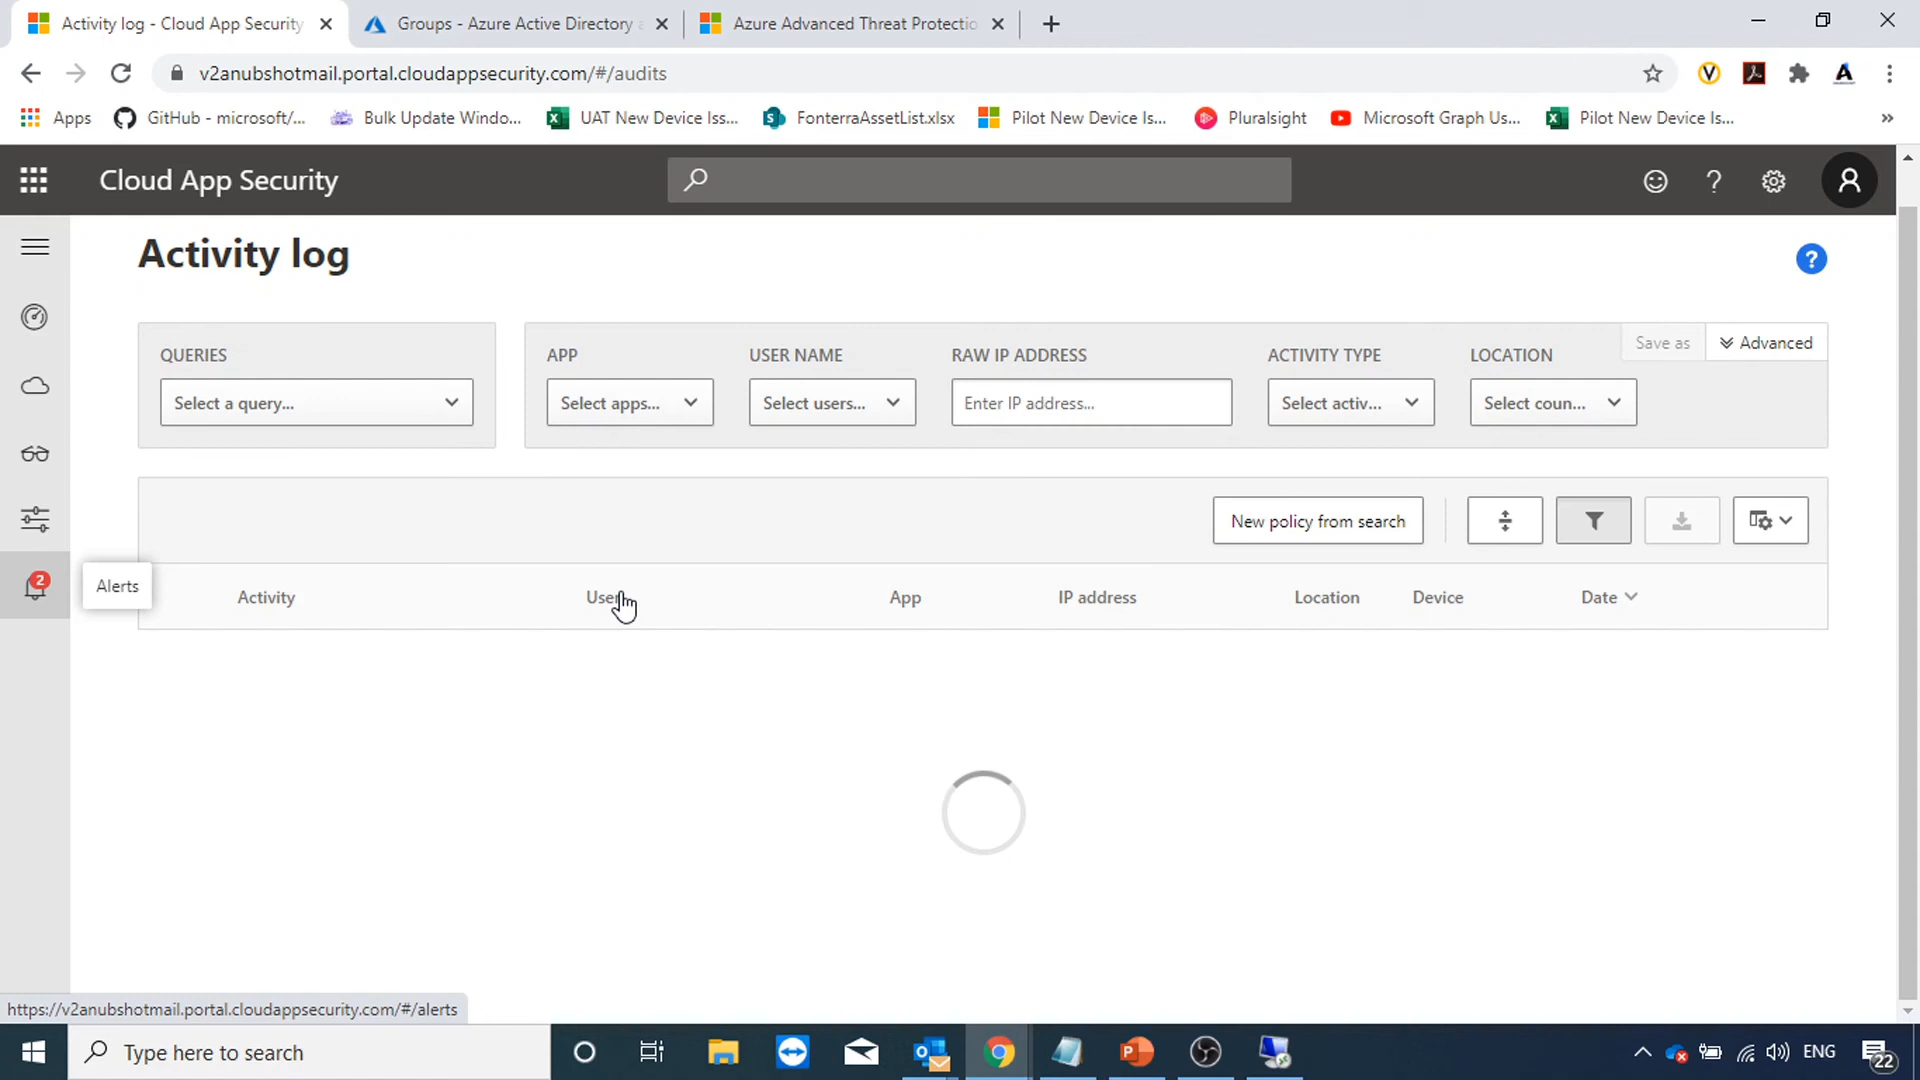 Activity log - Cloud App Security
Groups - Azure Active Directory
Azure Advanced Threat Protectio
v2anubshotmail.portal.cloudappsecurity.com/#/audits
Apps
GitHub - microsoft/...
Bulk Update Windo...
UAT New Device Iss...
FonterraAssetList.xlsx
Pilot New Device Is...
Pluralsight
Microsoft Graph Us...
Pilot New Device Is...
»
Cloud App Security
?
Activity log
?
QUERIES
APP
USER NAME
RAW IP ADDRESS
ACTIVITY TYPE
LOCATION
Save as
Advanced
Select a query...
Select apps...
Select users...
Enter IP address...
Select activ...
Select coun...
New policy from search
2
Alerts
Activity
User
App
IP address
Location
Device
Date
https://v2anubshotmail.portal.cloudappsecurity.com/#/alerts
Type here to search
ENG
22